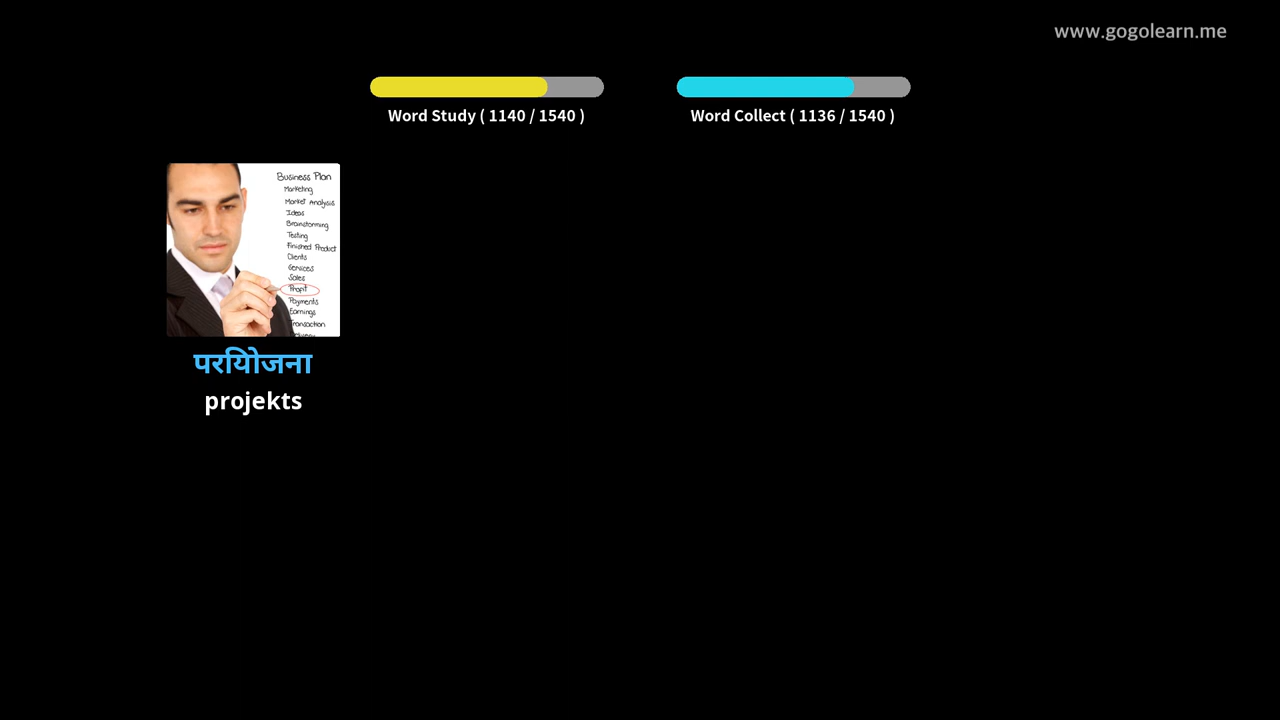 www.gogolearn.me
Word Study ( 1140 / 1540 )
Word Collect ( 1136 / 1540 )
Business Plan
Marketing
Market Analysis
Ideas
Brainstorming
Testing
Finished Product
Clients
Services
Sales
Profit
Payments
Earnings
Transaction
Delivery
परियोजना
projekts